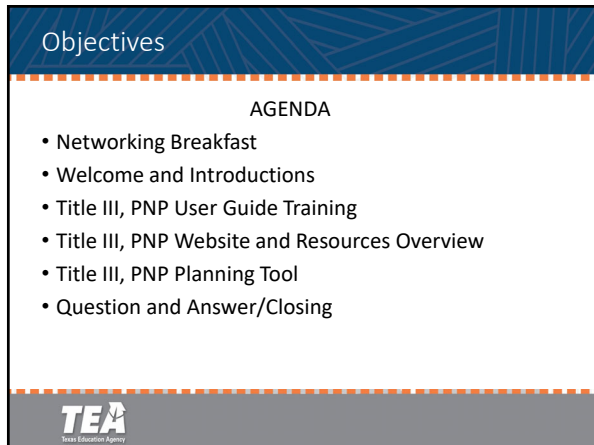 Objectives
AGENDA
• Networking Breakfast
• Welcome and Introductions
• Title III, PNP User Guide Training
• Title III, PNP Website and Resources Overview
• Title III, PNP Planning Tool
• Question and Answer/Closing
TEA
Texas Education Agency